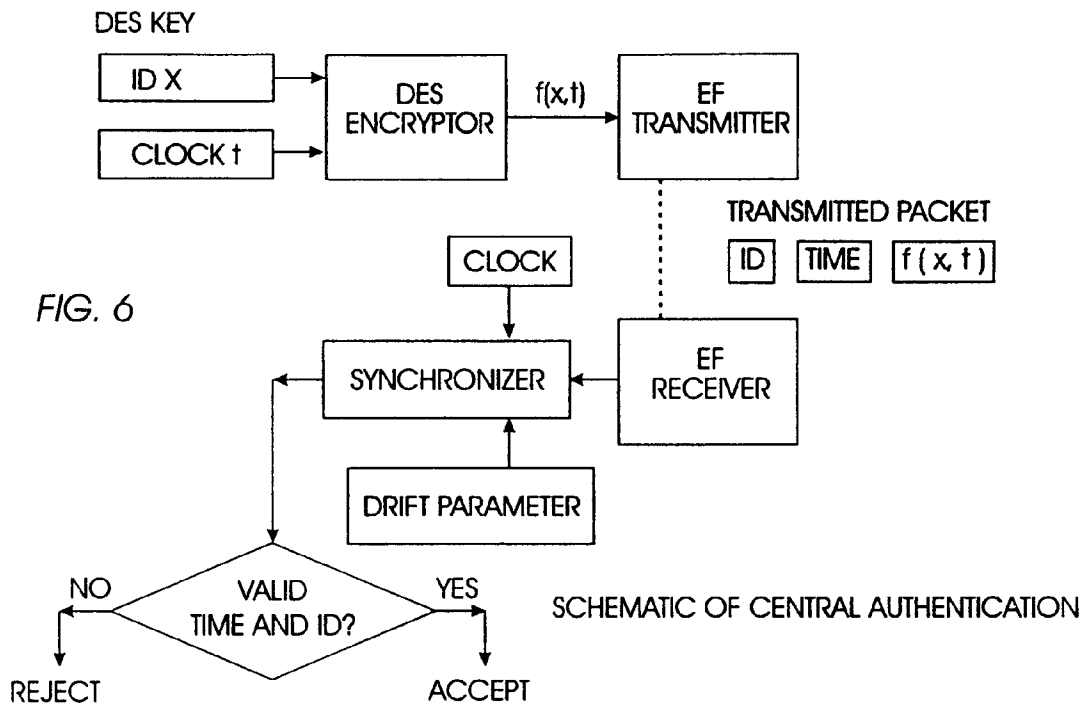 DES KEY
ID X
CLOCK t
DES
ENCRYPTOR
f(x,t)
EF
TRANSMITTER
TRANSMITTED PACKET
ID
TIME
f ( x, t )
CLOCK
FIG. 6
SYNCHRONIZER
EF
RECEIVER
DRIFT PARAMETER
NO
VALID
TIME AND ID?
YES
SCHEMATIC OF CENTRAL AUTHENTICATION
REJECT
ACCEPT